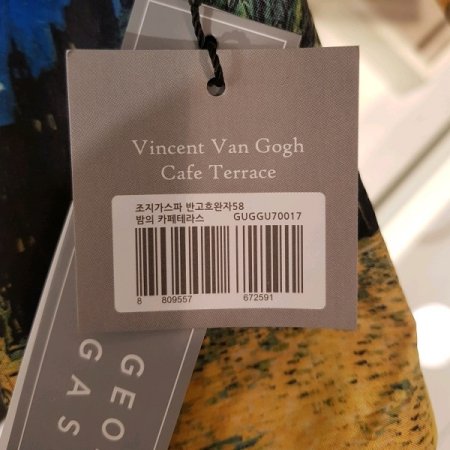 Vincent Van Gogh
Cafe Terrace
조지가스파 반고흐완자58
밤의 카페테라스 GUGGU70017
8 809557 672591
GEO
GAS